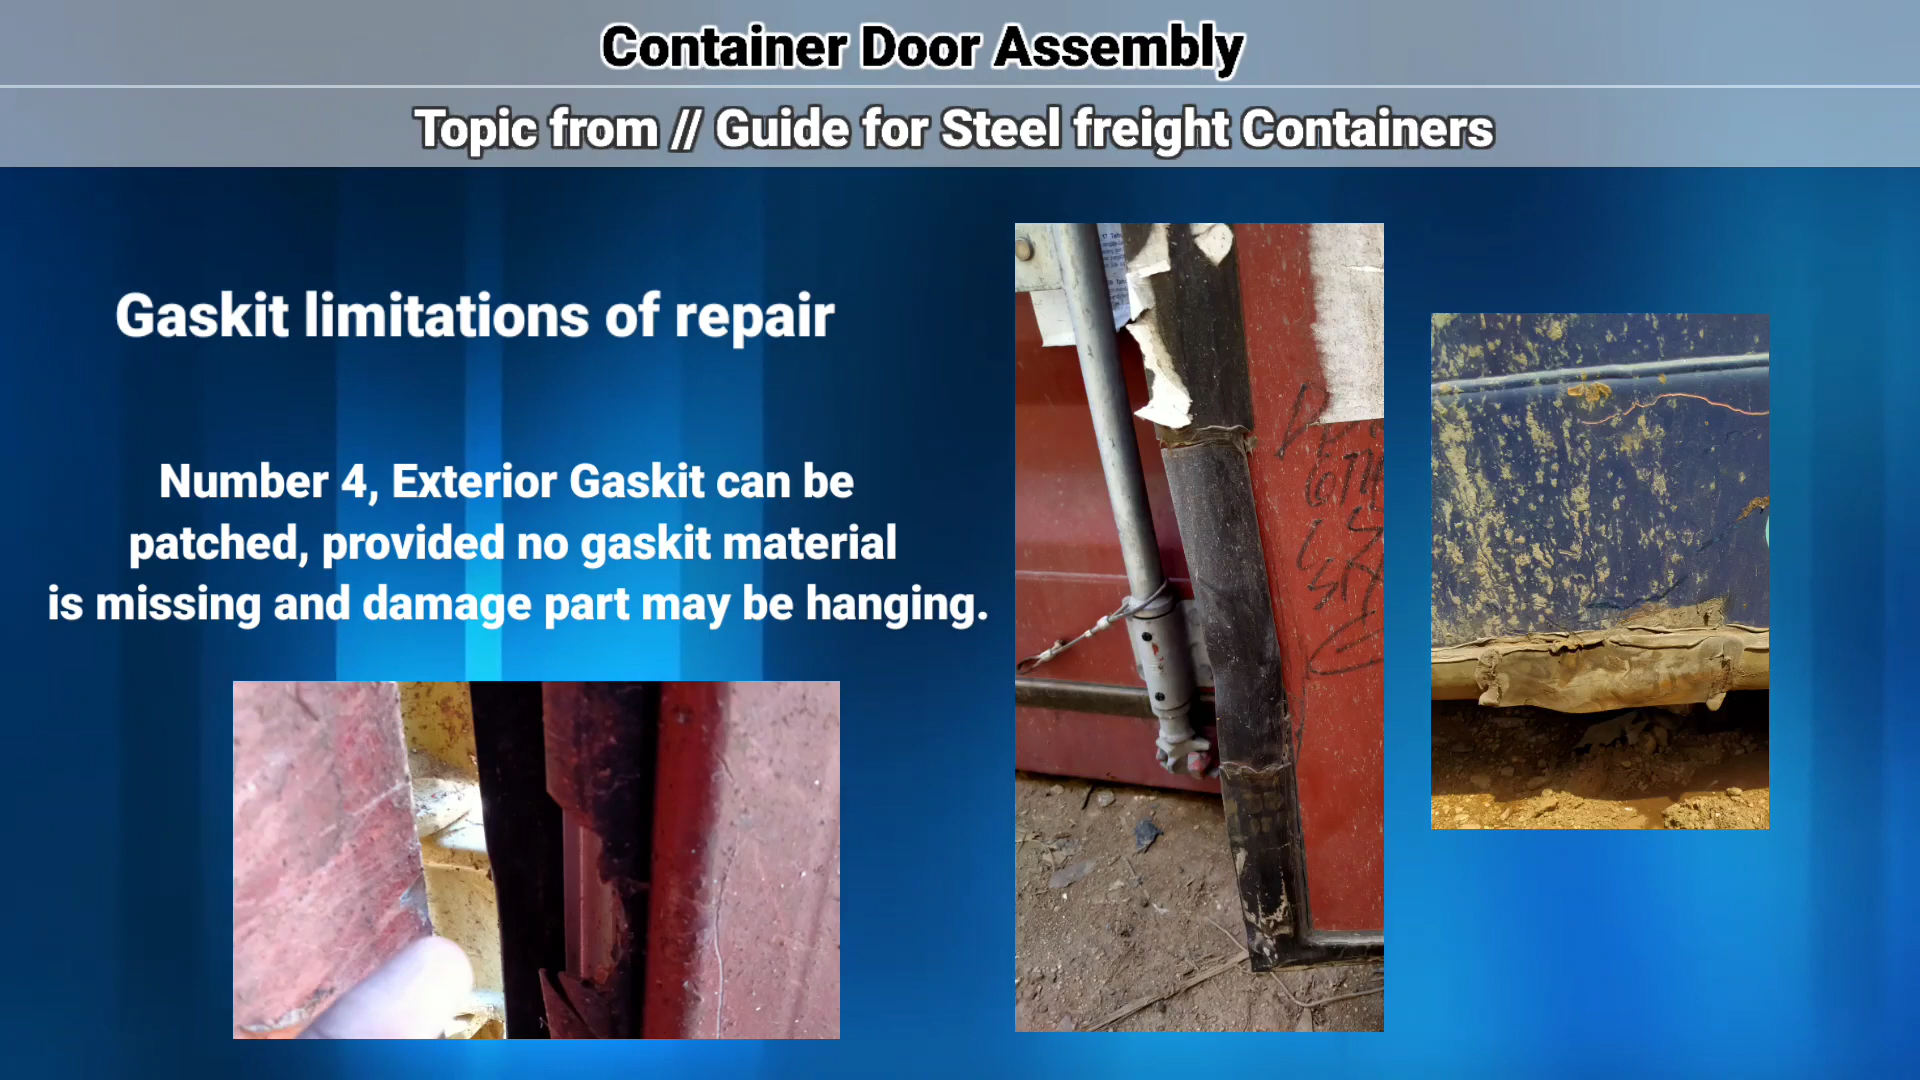 Container Door Assembly
Topic from // Guide for Steel freight Containers
Gaskit limitations of repair
Number 4, Exterior Gaskit can be
patched, provided no gaskit material
is missing and damage part may be hanging.